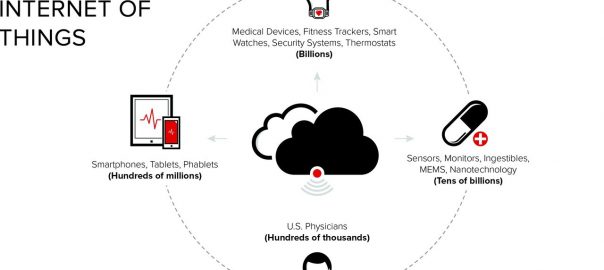 INTERNET OF
THINGS
Medical Devices, Fitness Trackers, Smart
Watches, Security Systems, Thermostats
(Billions)
Smartphones, Tablets, Phablets
(Hundreds of millions)
Sensors, Monitors, Ingestibles,
MEMS, Nanotechnology
(Tens of billions)
U.S. Physicians
(Hundreds of thousands)